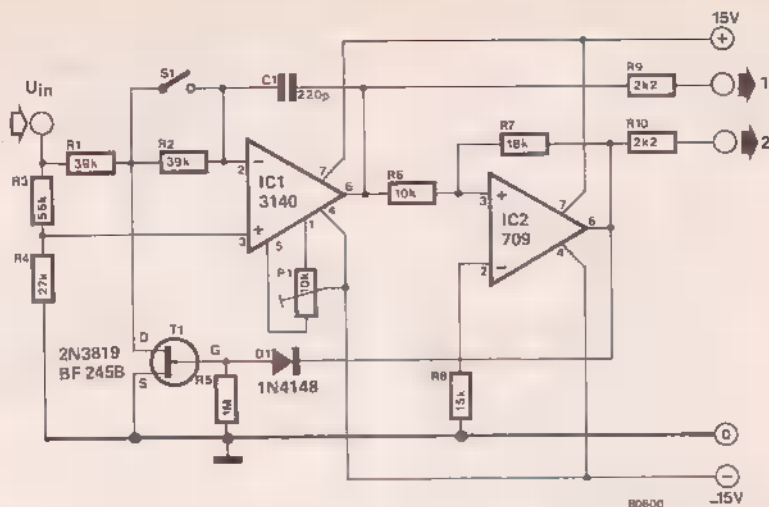 15V
+
U in
S1
C1
220p
R9
2k2
1
R10
2k2
2
R1
39k
R2
39k
R7
18k
R3
R4
27k
2
IC1
3140
3
7
6
4
5
1
R6
10k
3
IC2
709
2
7
6
4
P1
10k
T1
D
G
S
2N3819
BF 245B
R5
1M
D1
1N4148
R8
15k
0
–
–15V